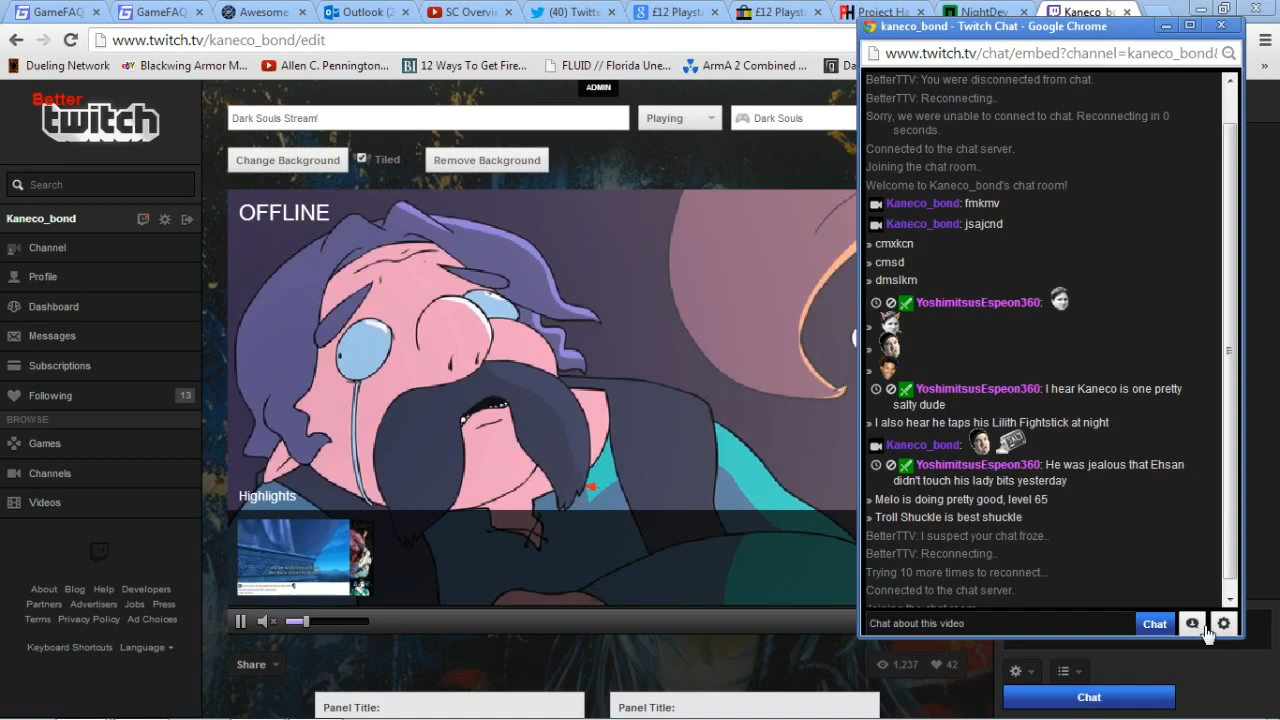 GameFAQ
GameFAQ
Awesome
Outlook (2
SC Overvie
(40) Twitte
£12 Playsta
£12 Playsta
Project Ha
NightDev
Kaneco_bo
www.twitch.tv/kaneco_bond/edit
Dueling Network
Blackwing Armor M...
Allen C. Pennington...
12 Ways To Get Fire...
FLUID // Florida Une...
ArmA 2 Combined ...
»
Better
twitch
Search
Kaneco_bond
Channel
Profile
Dashboard
Messages
Subscriptions
Following 13
BROWSE
Games
Channels
Videos
About Blog Help Developers
Partners Advertisers Jobs Press
Terms Privacy Policy Ad Choices
Keyboard Shortcuts Language
ADMIN
Dark Souls Stream!
Playing
Dark Souls
Change Background
Tiled
Remove Background
OFFLINE
Highlights
Share
1,237 42
Panel Title:
Panel Title:
kaneco_bond - Twitch Chat - Google Chrome
www.twitch.tv/chat/embed?channel=kaneco_bond&
BetterTTV: You were disconnected from chat.
BetterTTV: Reconnecting..
Sorry, we were unable to connect to chat. Reconnecting in 0
seconds.
Connected to the chat server.
Joining the chat room..
Welcome to Kaneco_bond's chat room!
Kaneco_bond: fmkmv
Kaneco_bond: jsajcnd
» cmxkcn
» cmsd
» dmslkm
YoshimitsusEspeon360:
»
»
»
YoshimitsusEspeon360: I hear Kaneco is one pretty
salty dude
» I also hear he taps his Lilith Fightstick at night
Kaneco_bond:
YoshimitsusEspeon360: He was jealous that Ehsan
didn't touch his lady bits yesterday
» Melo is doing pretty good, level 65
» Troll Shuckle is best shuckle
BetterTTV: I suspect your chat froze..
BetterTTV: Reconnecting..
Trying 10 more times to reconnect...
Connected to the chat server.
Joining the chat room..
Chat about this video
Chat
Chat